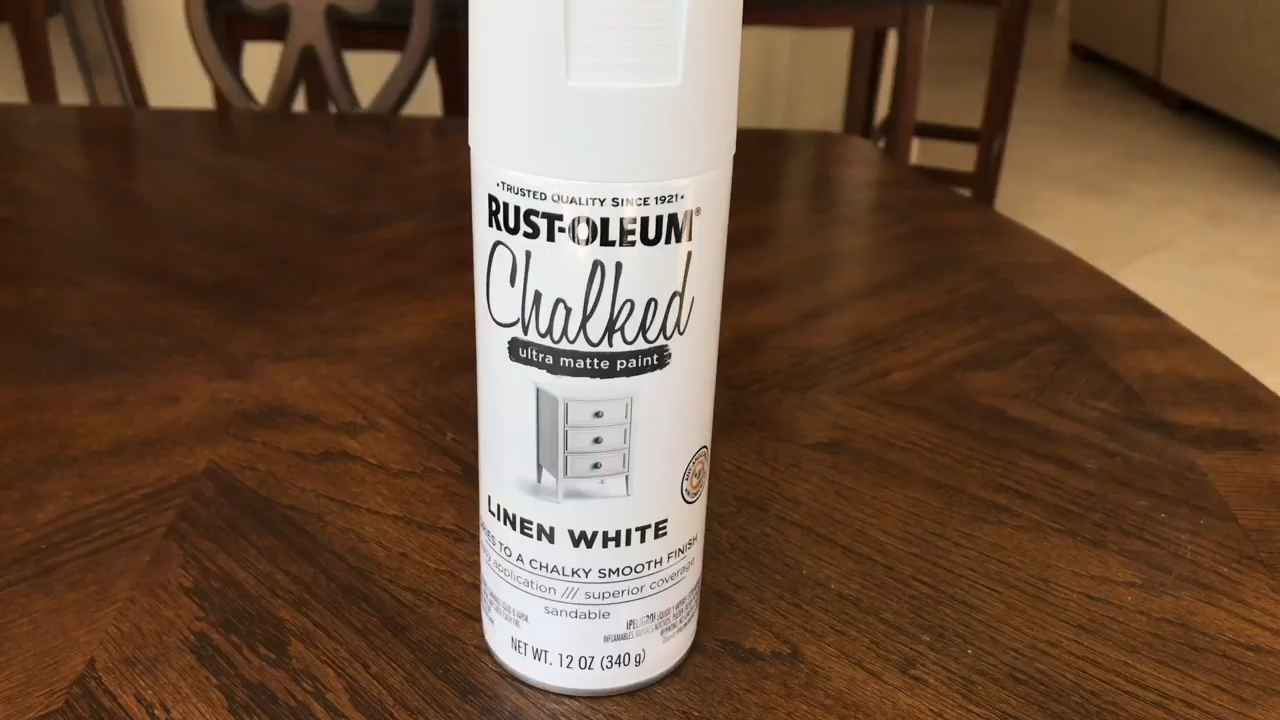 •TRUSTED QUALITY SINCE 1921•
RUST-OLEUM®
Chalked
ultra matte paint
LINEN WHITE
TO A CHALKY SMOOTH FINISH
application /// superior coverage
sandable
¡PELIGRO!
NET WT. 12 OZ (340 g)